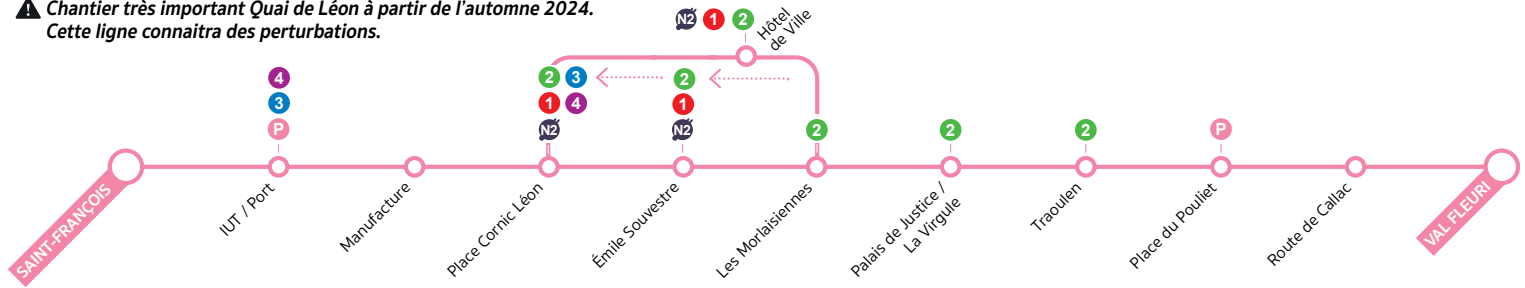 Chantier très important Quai de Léon à partir de l'automne 2024.
Cette ligne connaitra des perturbations.
N2 1 2
Hôtel
de Ville
4
3
P
2 3
1 4
N2
2
1
N2
2
2
2
P
SAINT-FRANÇOIS
IUT / Port
Manufacture
Place Cornic Léon
Émile Souvestre
Les Morlaisiennes
Palais de Justice /
La Virgule
Traoulen
Place du Pouliet
Route de Callac
VAL FLEURI